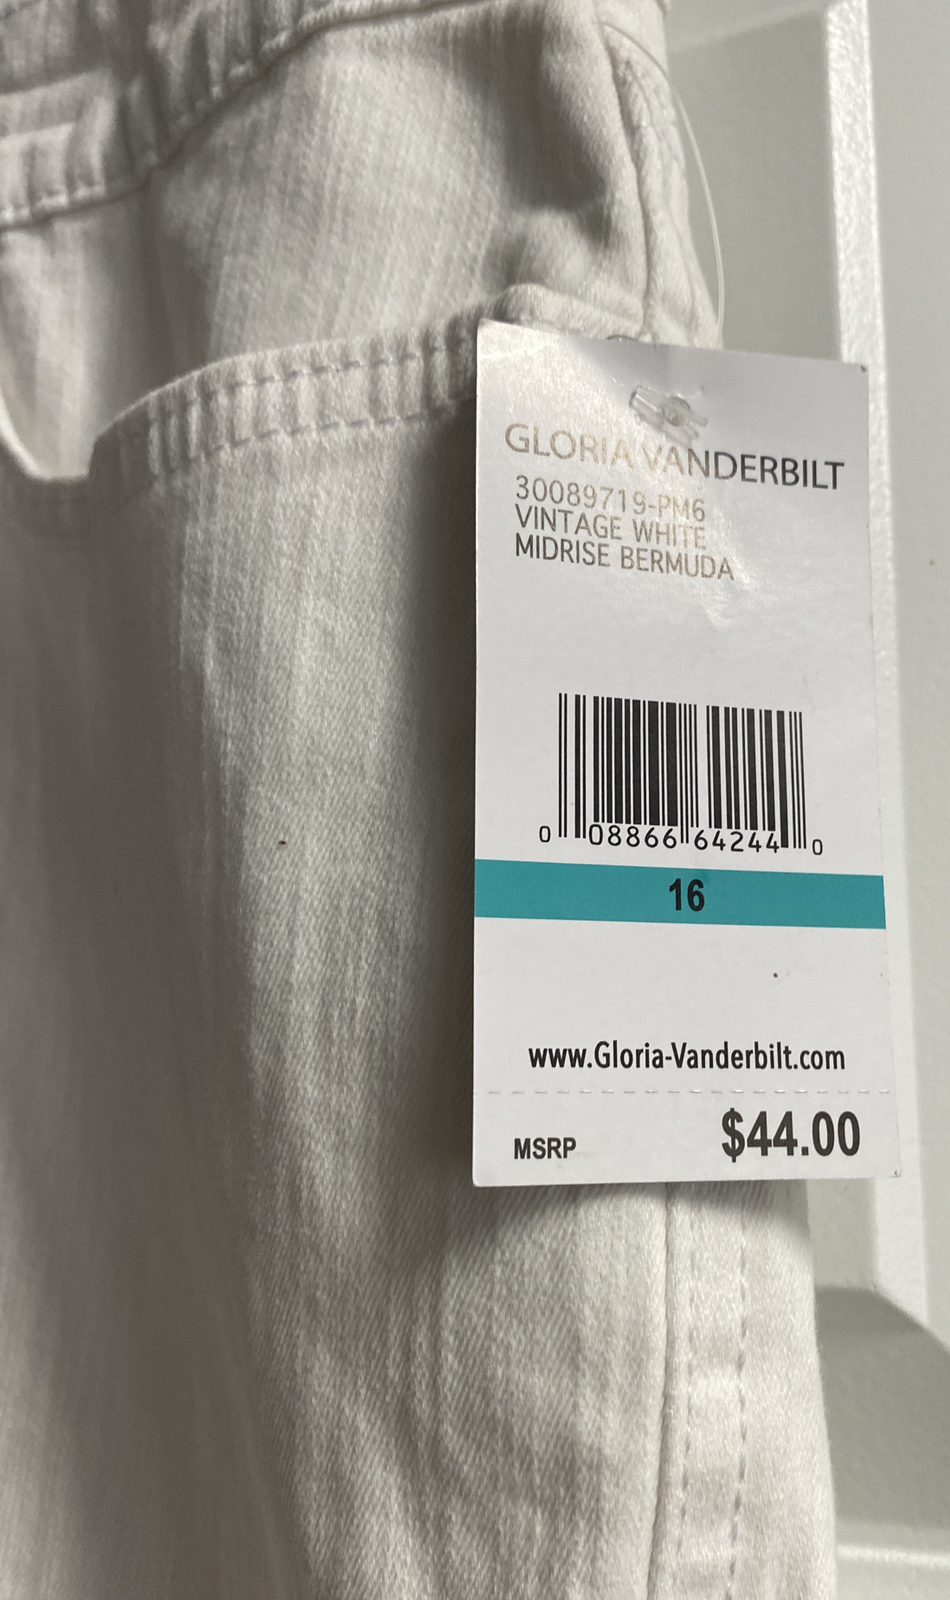 GLORIA VANDERBILT
30089719-PM6
VINTAGE WHITE
MIDRISE BERMUDA
0 08866 64244 0
16
www.Gloria-Vanderbilt.com
MSRP $44.00